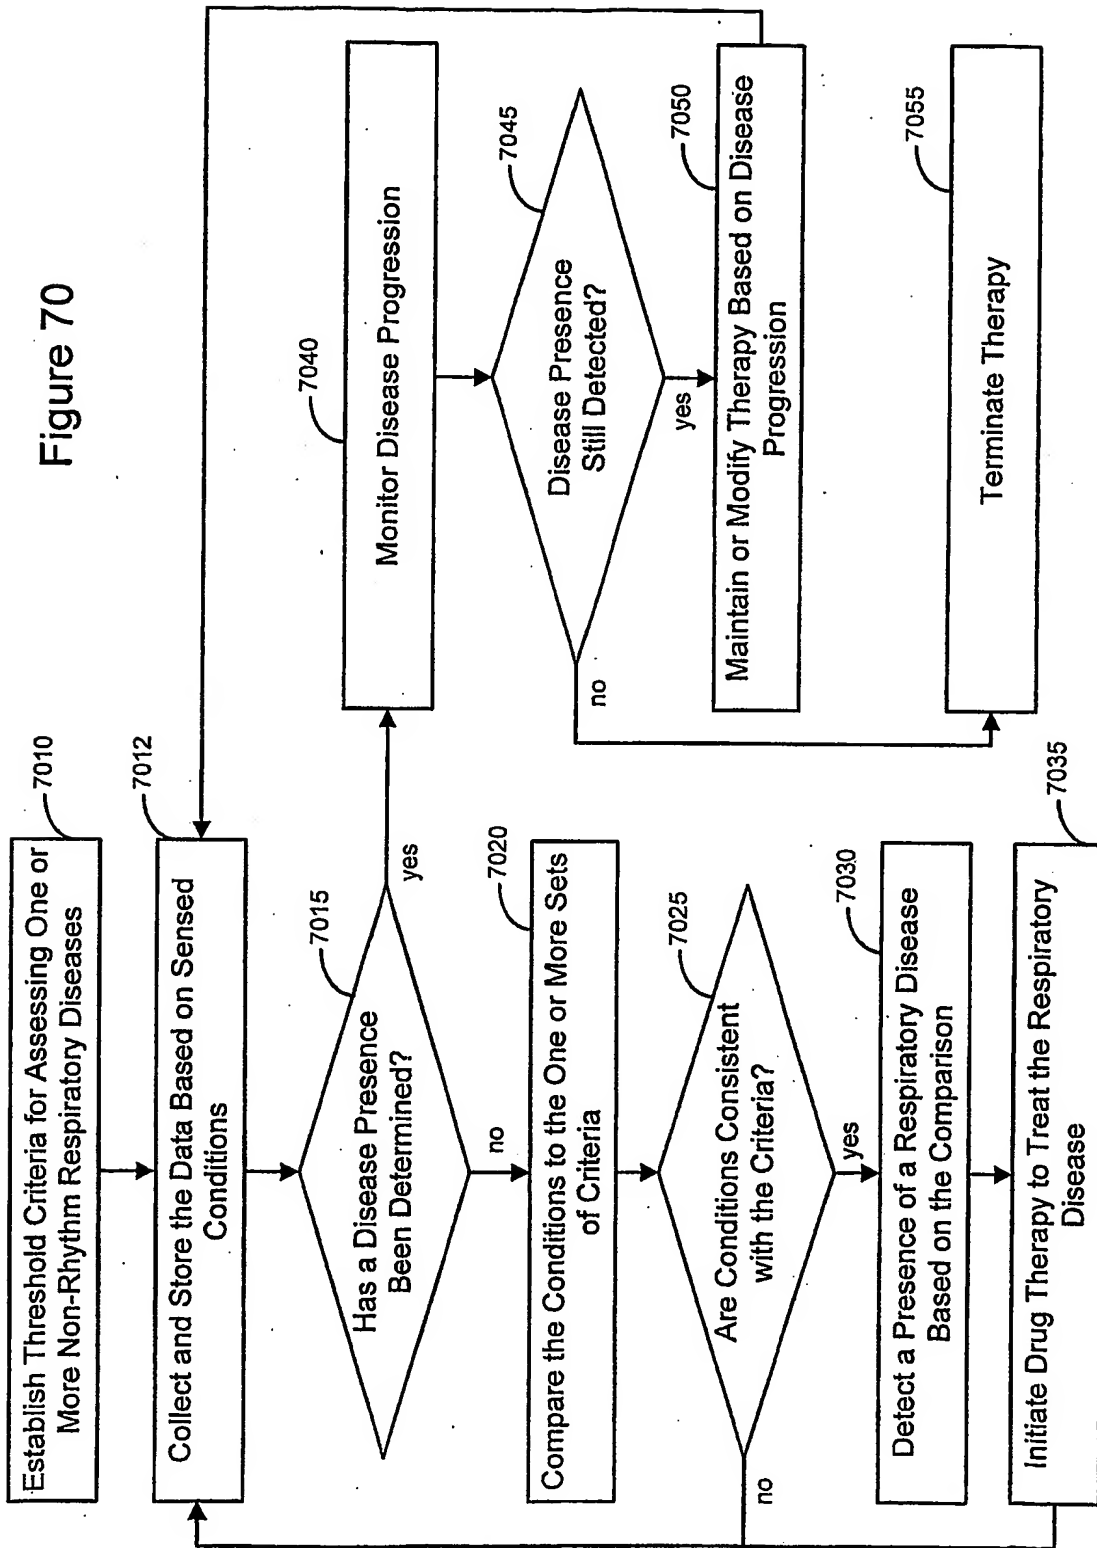 Figure 70
7010
Establish Threshold Criteria for Assessing One or
More Non-Rhythm Respiratory Diseases
7012
Collect and Store the Data Based on Sensed
Conditions
7015
Has a Disease Presence
Been Determined?
yes
no
7020
Compare the Conditions to the One or More Sets
of Criteria
7025
Are Conditions Consistent
with the Criteria?
no
yes
7030
Detect a Presence of a Respiratory Disease
Based on the Comparison
7035
Initiate Drug Therapy to Treat the Respiratory
Disease
7040
Monitor Disease Progression
7045
Disease Presence
Still Detected?
no
yes
7050
Maintain or Modify Therapy Based on Disease
Progression
7055
Terminate Therapy